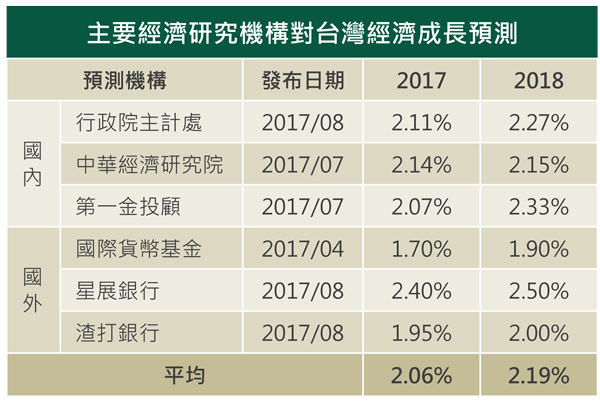 主要經濟研究機構對台灣經濟成長預測
預測機構 發布日期 2017 2018
國內
行政院主計處 2017/08 2.11% 2.27%
中華經濟研究院 2017/07 2.14% 2.15%
第一金投顧 2017/07 2.07% 2.33%
國外
國際貨幣基金 2017/04 1.70% 1.90%
星展銀行 2017/08 2.40% 2.50%
渣打銀行 2017/08 1.95% 2.00%
平均 2.06% 2.19%